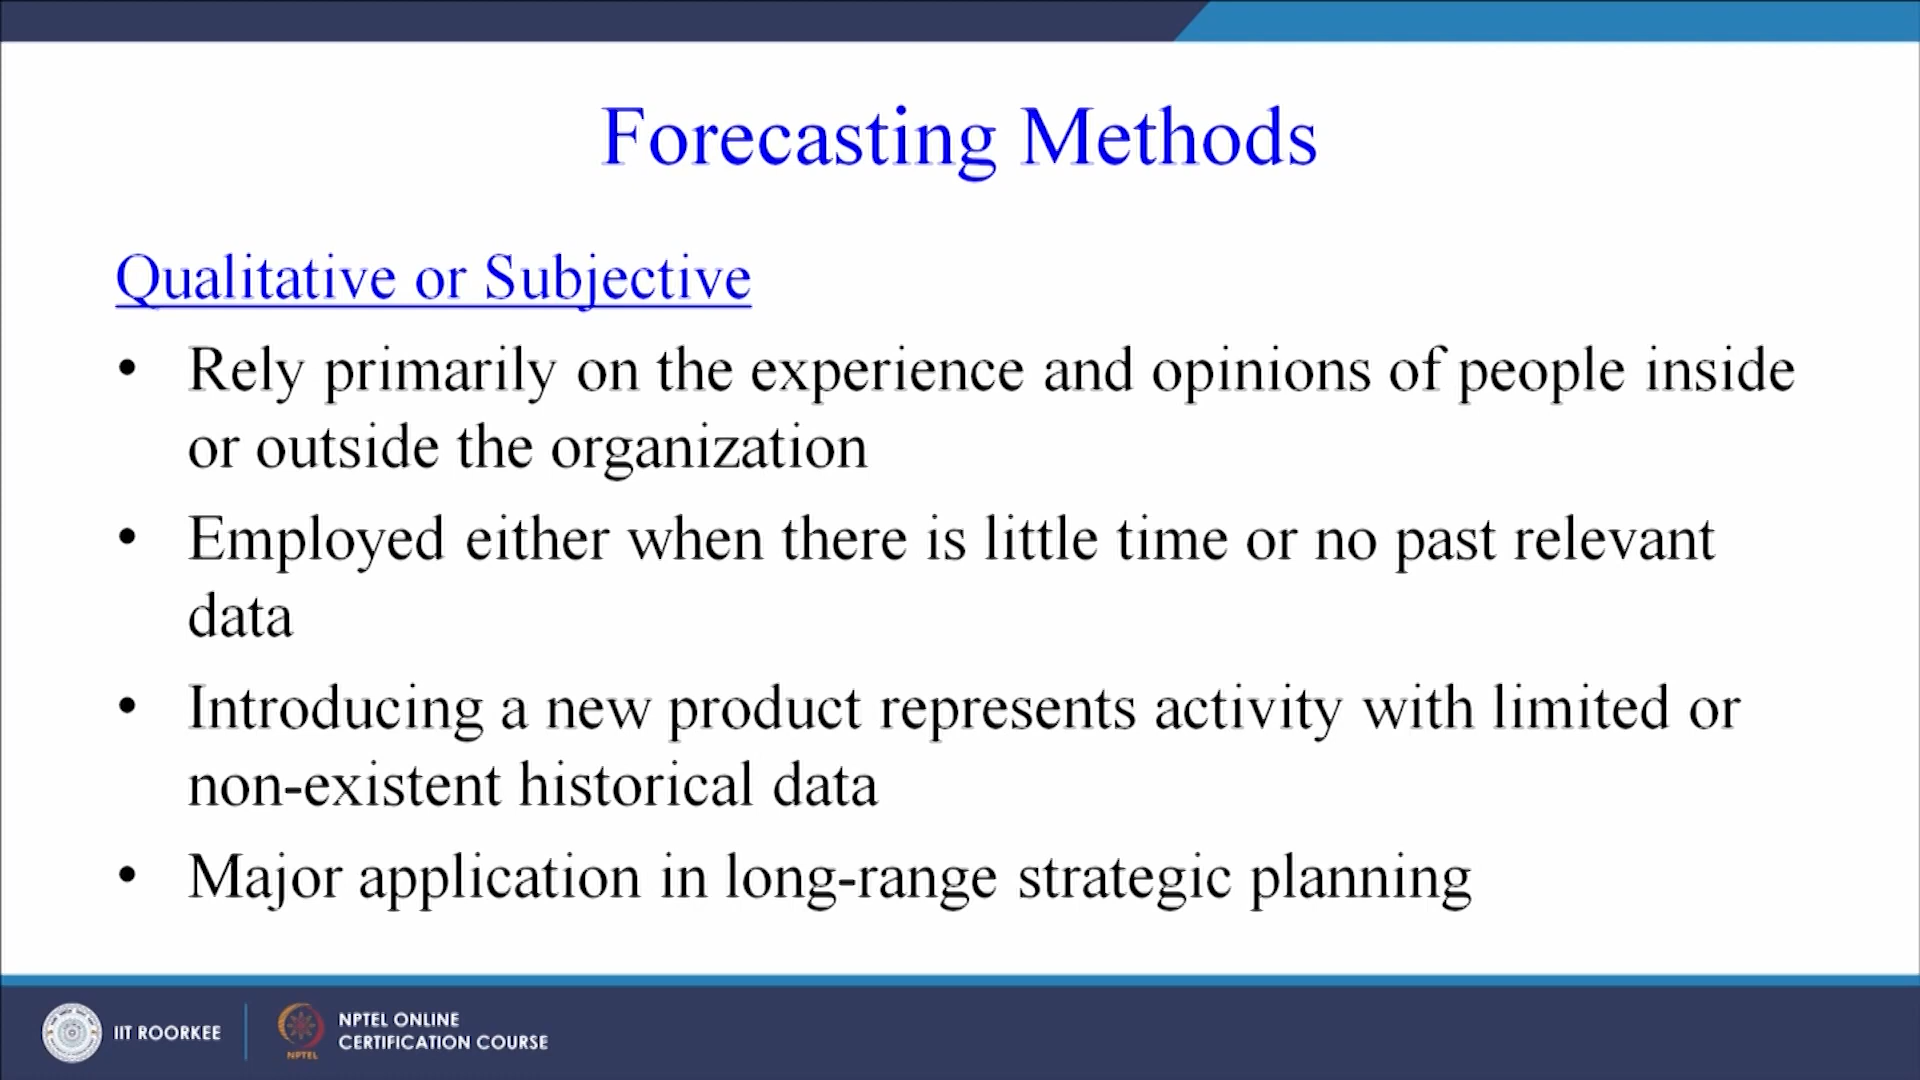 Forecasting Methods
Qualitative or Subjective
• Rely primarily on the experience and opinions of people inside
or outside the organization
• Employed either when there is little time or no past relevant
data
• Introducing a new product represents activity with limited or
non-existent historical data
• Major application in long-range strategic planning
IIT ROORKEE
NPTEL
NPTEL ONLINE
CERTIFICATION COURSE